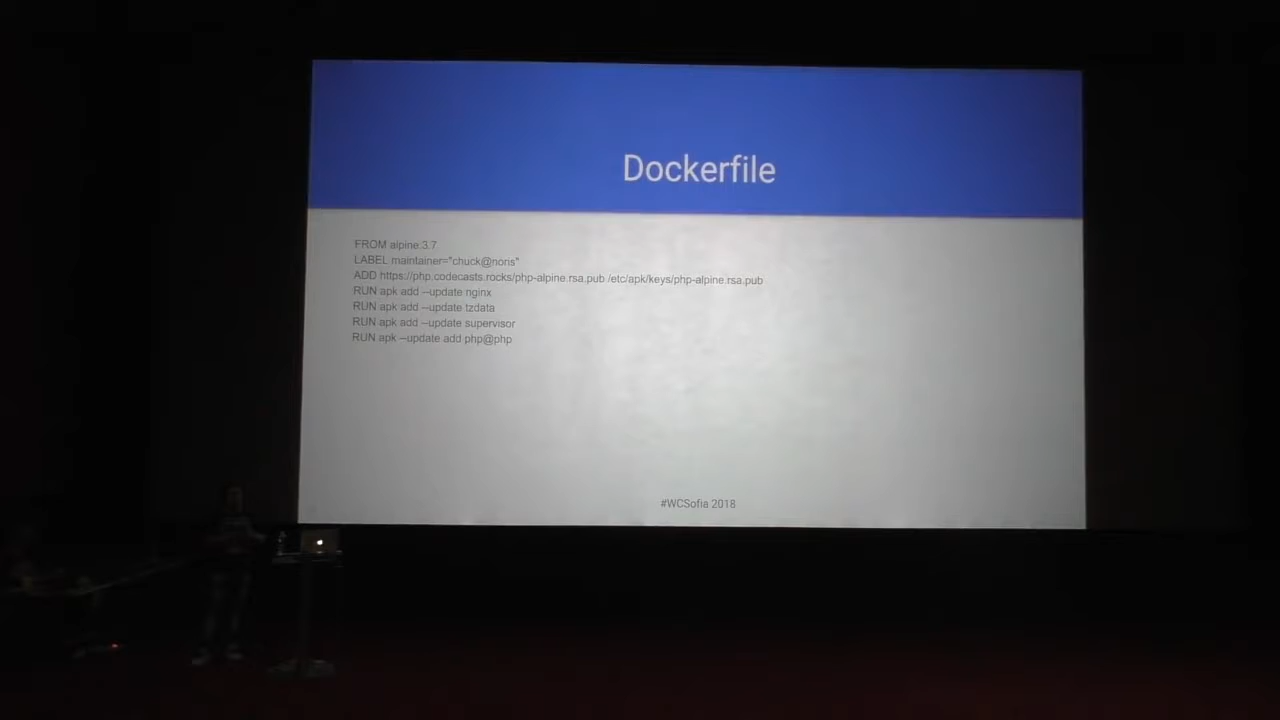 Dockerfile
FROM alpine:3.7
LABEL maintainer="chuck@noris"
ADD https://php.codecasts.rocks/php-alpine.rsa.pub /etc/apk/keys/php-alpine.rsa.pub
RUN apk add --update nginx
RUN apk add --update tzdata
RUN apk add --update supervisor
RUN apk --update add php@php
#WCSofia 2018